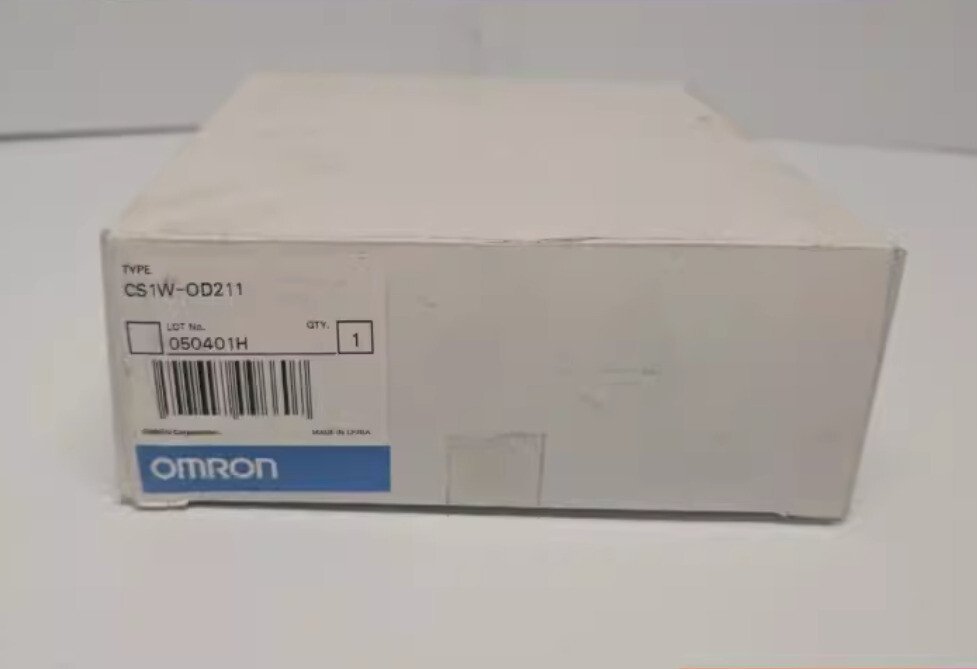 TYPE
CS1W-OD211
LOT No. QTY.
050401H 1
OMRON Corporation MADE IN CHINA
OMRON